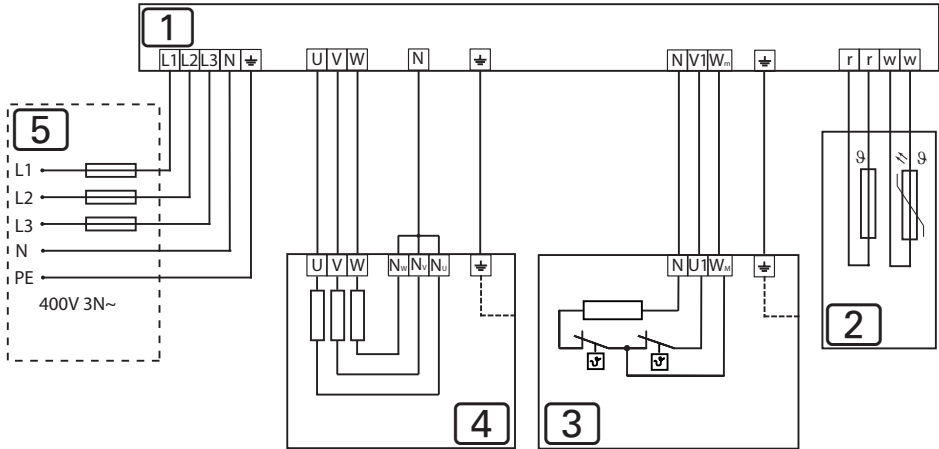 1
L1 L2 L3 N U V W N N V1 Wm r r w w
5
L1
L2
L3
N
PE
400V 3N~
U V W NW NV NU
N U1 WM
ϑ ϑ
2
ϑ ϑ
4
3